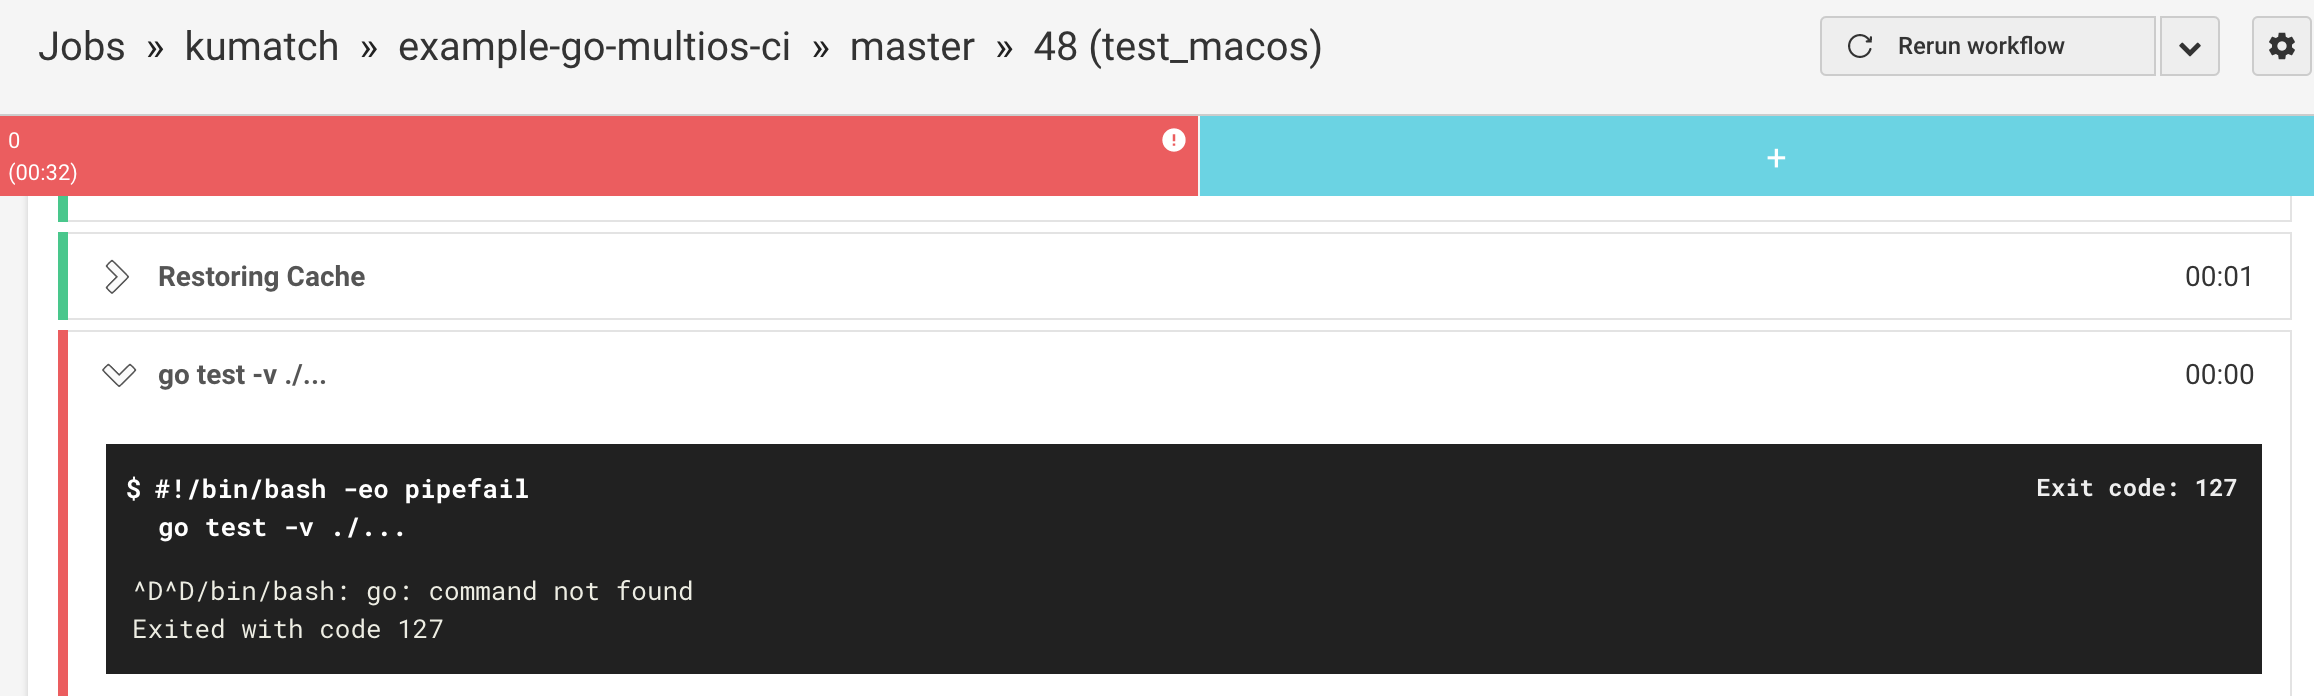 Jobs » kumatch » example-go-multios-ci » master » 48 (test_macos)
Rerun workflow
0
(00:32)
+
Restoring Cache 00:01
go test -v ./... 00:00
$ #!/bin/bash -eo pipefail Exit code: 127
go test -v ./...
^D^D/bin/bash: go: command not found
Exited with code 127